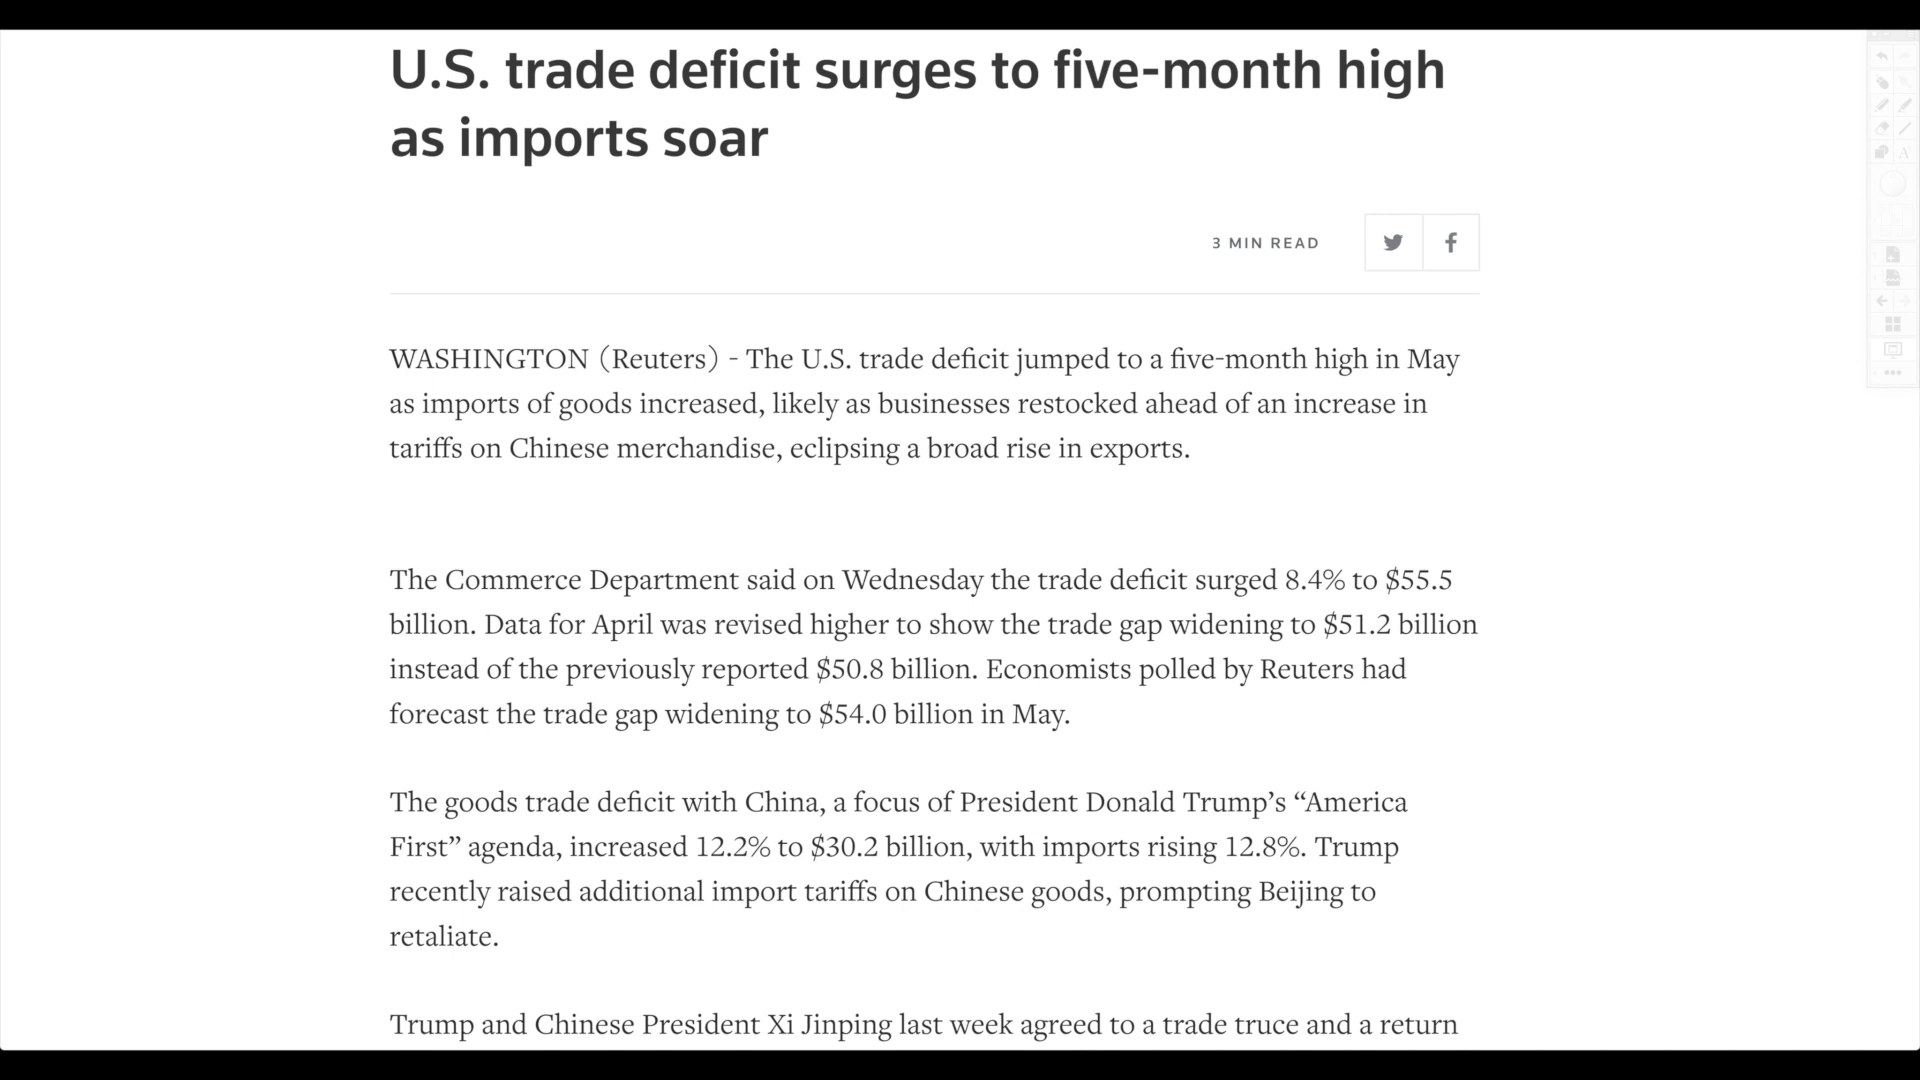 U.S. trade deficit surges to five-month high
as imports soar
3 MIN READ
WASHINGTON (Reuters) - The U.S. trade deficit jumped to a five-month high in May
as imports of goods increased, likely as businesses restocked ahead of an increase in
tariffs on Chinese merchandise, eclipsing a broad rise in exports.
The Commerce Department said on Wednesday the trade deficit surged 8.4% to $55.5
billion. Data for April was revised higher to show the trade gap widening to $51.2 billion
instead of the previously reported $50.8 billion. Economists polled by Reuters had
forecast the trade gap widening to $54.0 billion in May.
The goods trade deficit with China, a focus of President Donald Trump’s “America
First” agenda, increased 12.2% to $30.2 billion, with imports rising 12.8%. Trump
recently raised additional import tariffs on Chinese goods, prompting Beijing to
retaliate.
Trump and Chinese President Xi Jinping last week agreed to a trade truce and a return